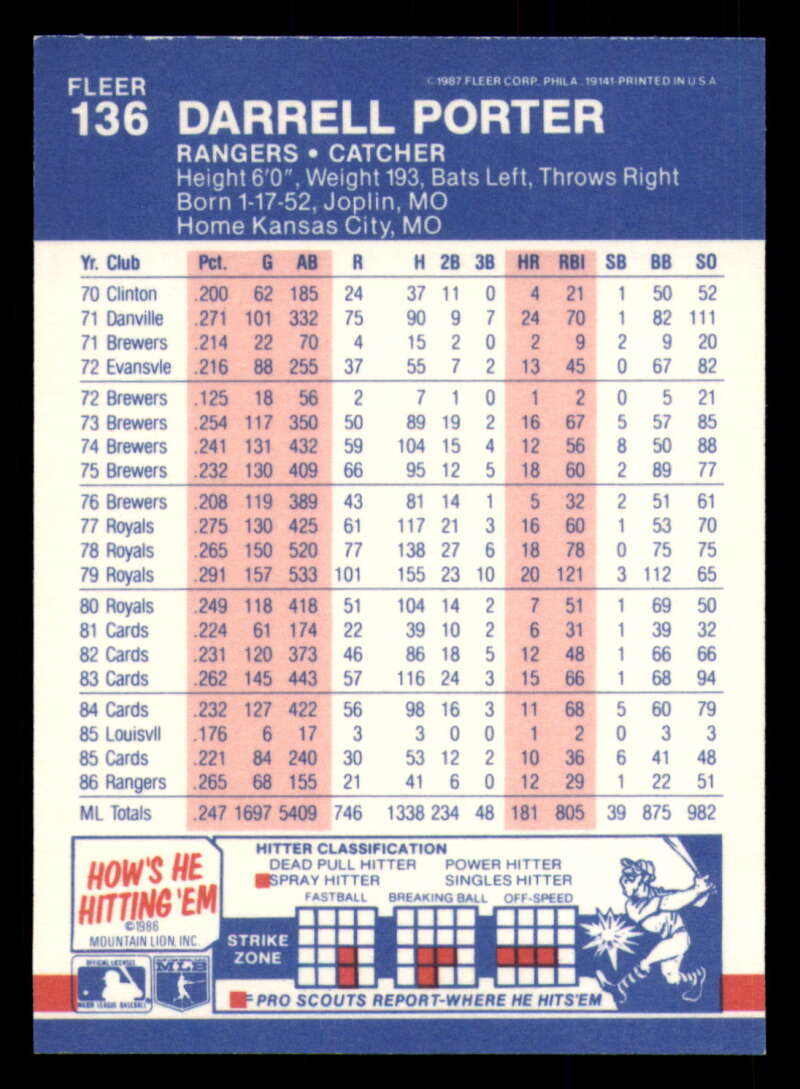 FLEER
©1987 FLEER CORP. PHILA. 19141-PRINTED IN U.S.A
136 DARRELL PORTER
RANGERS • CATCHER
Height 6'0", Weight 193, Bats Left, Throws Right
Born 1-17-52, Joplin, MO
Home Kansas City, MO
Yr. Club Pct. G AB R H 2B 3B HR RBI SB BB SO
70 Clinton .200 62 185 24 37 11 0 4 21 1 50 52
71 Danville .271 101 332 75 90 9 7 24 70 1 82 111
71 Brewers .214 22 70 4 15 2 0 2 9 2 9 20
72 Evansvle .216 88 255 37 55 7 2 13 45 0 67 82
72 Brewers .125 18 56 2 7 1 0 1 2 0 5 21
73 Brewers .254 117 350 50 89 19 2 16 67 5 57 85
74 Brewers .241 131 432 59 104 15 4 12 56 8 50 88
75 Brewers .232 130 409 66 95 12 5 18 60 2 89 77
76 Brewers .208 119 389 43 81 14 1 5 32 2 51 61
77 Royals .275 130 425 61 117 21 3 16 60 1 53 70
78 Royals .265 150 520 77 138 27 6 18 78 0 75 75
79 Royals .291 157 533 101 155 23 10 20 121 3 112 65
80 Royals .249 118 418 51 104 14 2 7 51 1 69 50
81 Cards .224 61 174 22 39 10 2 6 31 1 39 32
82 Cards .231 120 373 46 86 18 5 12 48 1 66 66
83 Cards .262 145 443 57 116 24 3 15 66 1 68 94
84 Cards .232 127 422 56 98 16 3 11 68 5 60 79
85 Louisvll .176 6 17 3 3 0 0 1 2 0 3 3
85 Cards .221 84 240 30 53 12 2 10 36 6 41 48
86 Rangers .265 68 155 21 41 6 0 12 29 1 22 51
ML Totals .247 1697 5409 746 1338 234 48 181 805 39 875 982
HOW'S HE
HITTING 'EM
©1986
MOUNTAIN LION, INC.
HITTER CLASSIFICATION
DEAD PULL HITTER POWER HITTER
SPRAY HITTER SINGLES HITTER
FASTBALL BREAKING BALL OFF-SPEED
STRIKE
ZONE
OFFICIAL LICENSEE
MAJOR LEAGUE BASEBALL
MLB
= PRO SCOUTS REPORT-WHERE HE HITS 'EM